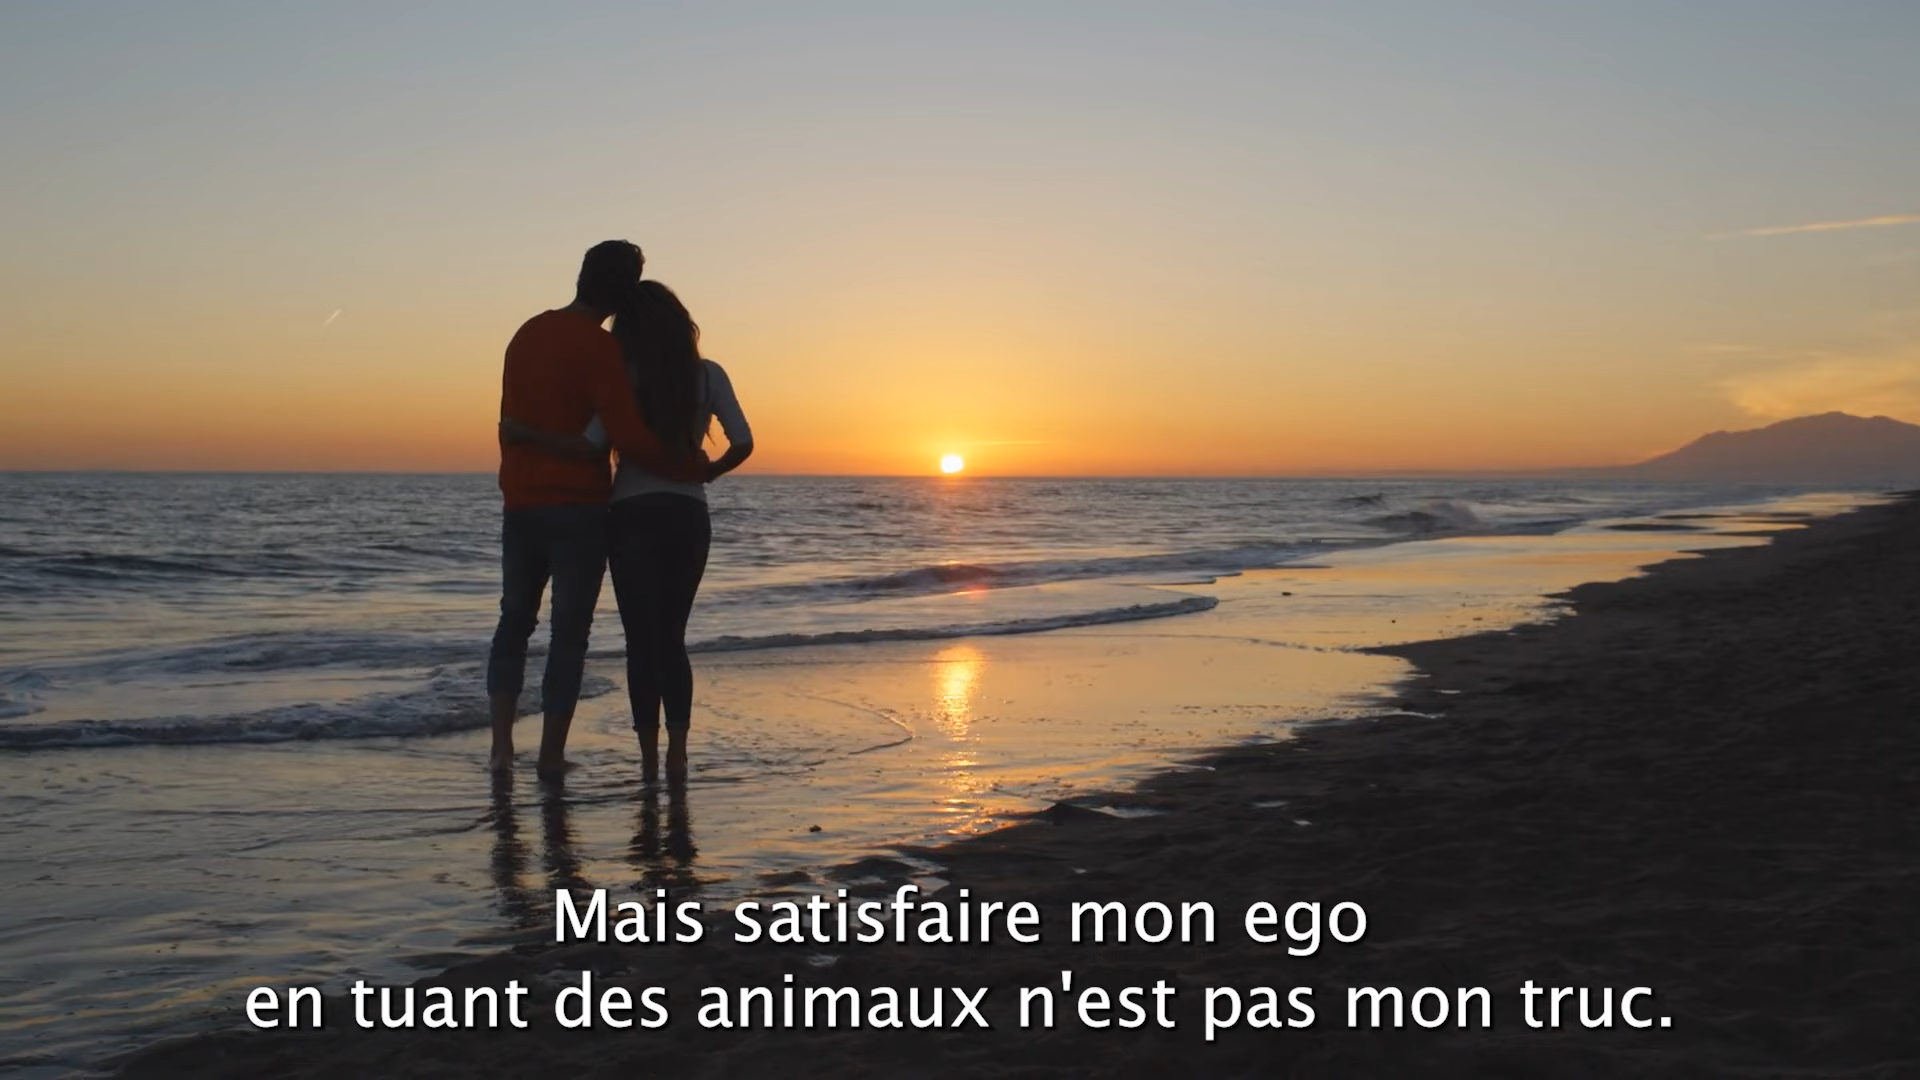 Mais satisfaire mon ego
en tuant des animaux n'est pas mon truc.